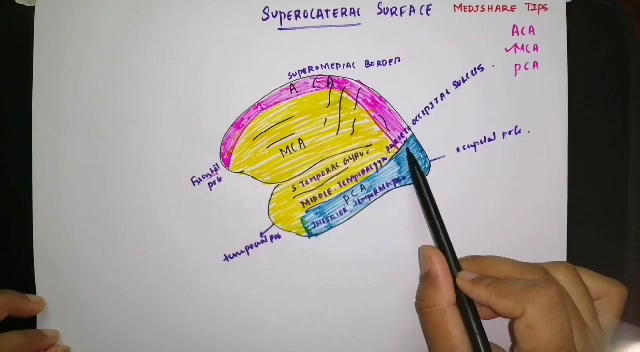 SUPEROLATERAL SURFACE
MEDISHARE TIPS
ACA
✓MCA
PCA
SUPEROMEDIAL BORDER
ACA
PARIETO OCCIPITAL SULCUS.
MCA
Frontal pole
occipital pole.
S TEMPORAL GYRUS
MIDDLE TEMPORAL
PCA
INFERIOR TEMPORAL
temporal pole